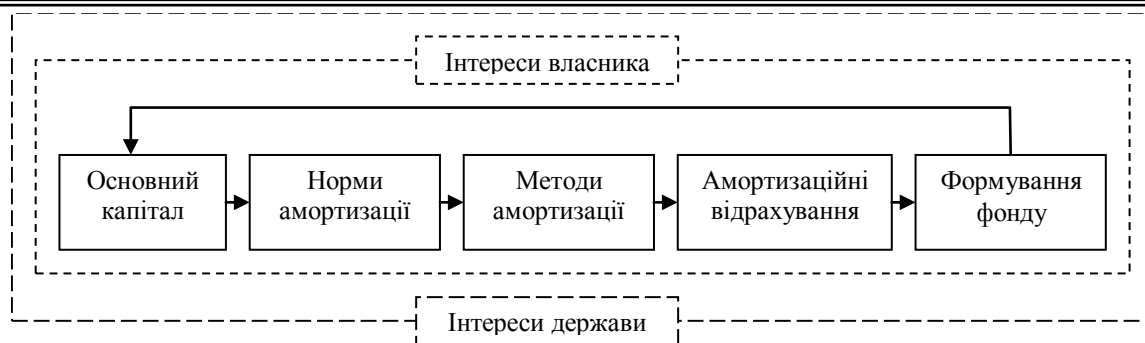 Інтереси власника
Основний
капітал
Норми
амортизації
Методи
амортизації
Амортизаційні
відрахування
Формування
фонду
Інтереси держави